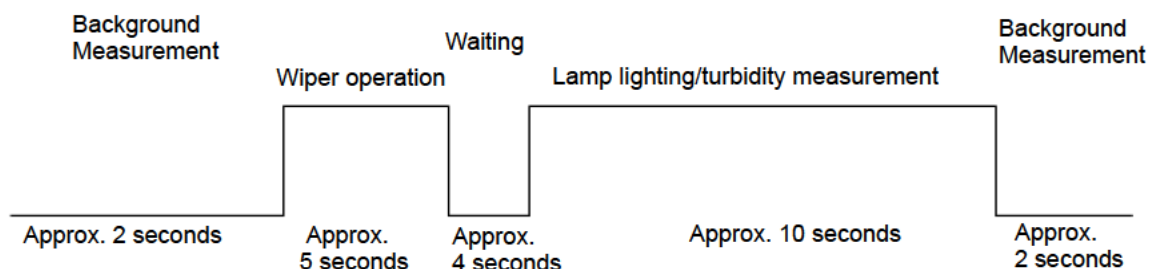 Background
Measurement
Wiper operation
Waiting
Lamp lighting/turbidity measurement
Background
Measurement
Approx. 2 seconds
Approx.
5 seconds
Approx.
4 seconds
Approx. 10 seconds
Approx.
2 seconds